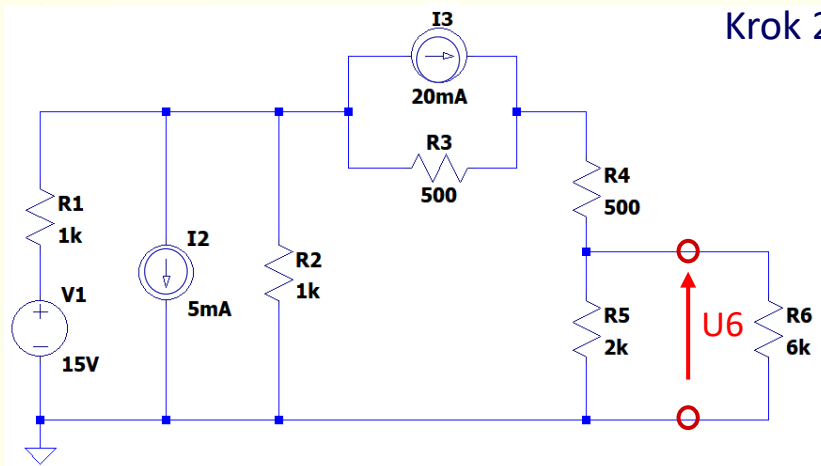 I3
Krok 2
20mA
R3
500
R1
1k
I2
5mA
R2
1k
R4
500
V1
15V
R5
2k
U6
R6
6k